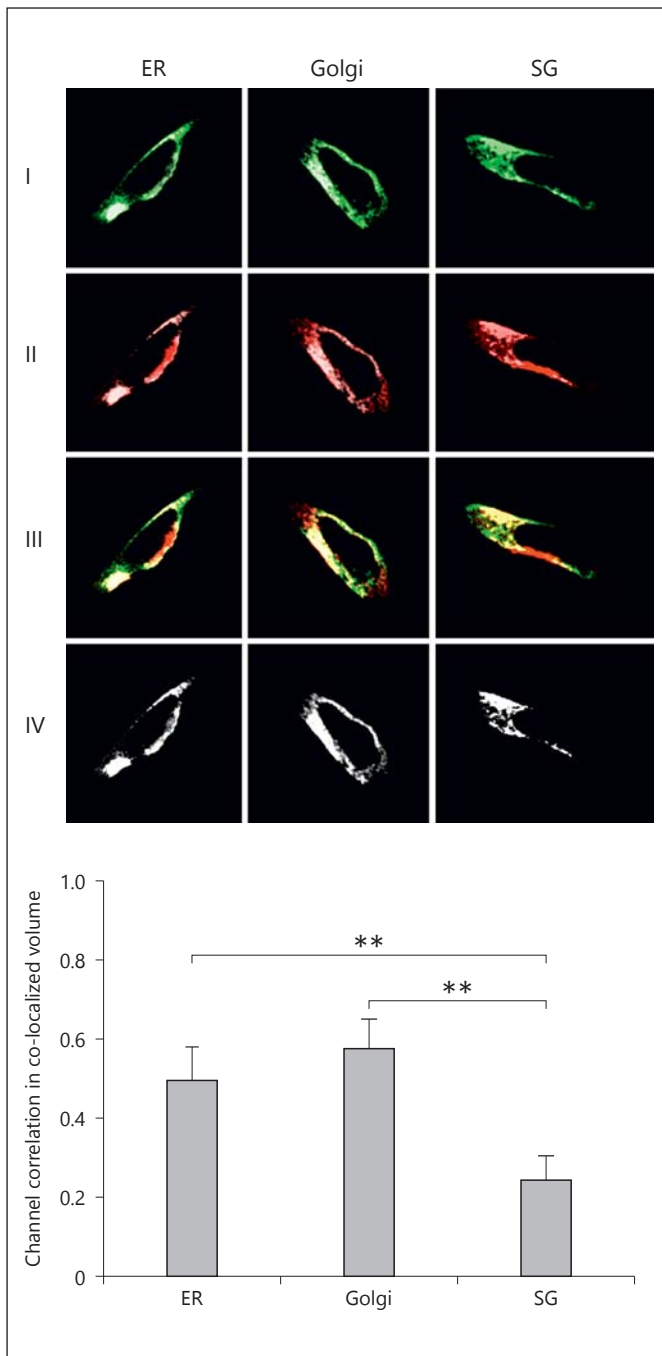 ER Golgi SG
I
II
III
IV
Channel correlation in co-localized volume
1.0
0.8
0.6
0.4
0.2
0
**
**
ER Golgi SG